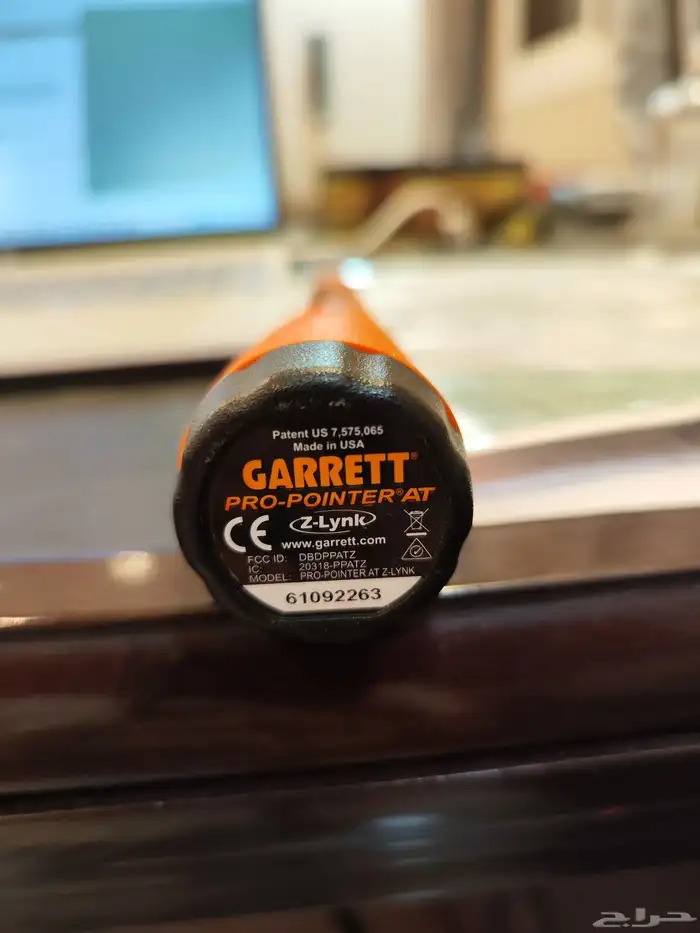 Patent US 7,575,065
Made in USA
GARRETT®
PRO-POINTER® AT
CE Z-Lynk
www.garrett.com
FCC ID: DBDPPATZ
IC: 20318-PPATZ
MODEL: PRO-POINTER AT Z-LYNK
61092263
حراج